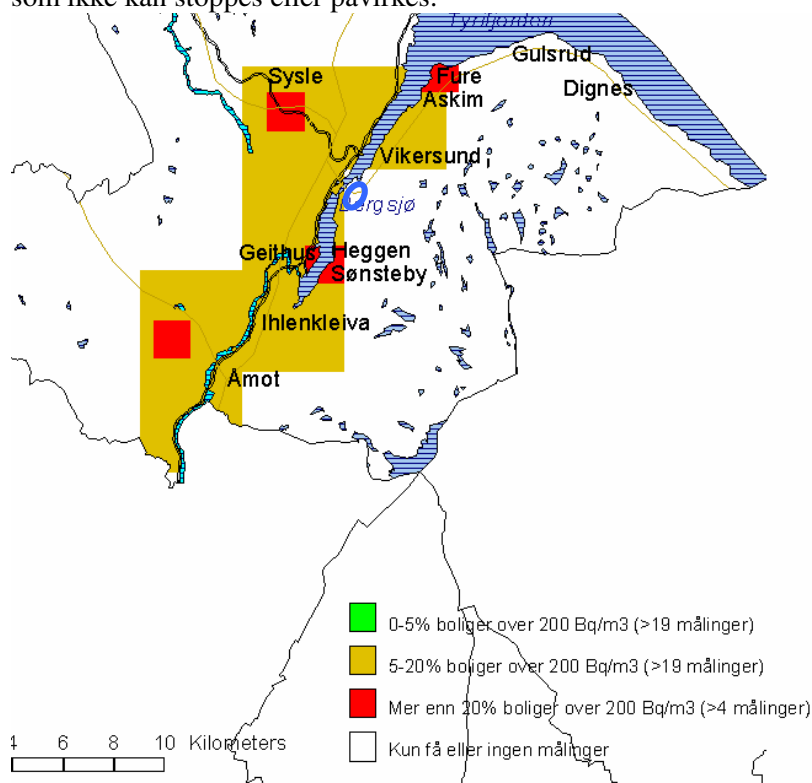 som ikke kan stoppes eller påvirkes.
Tyrifjorden
Gulsrud
Sysle
Fure
Askim
Dignes
Vikersund
Bergsjø
Geithus
Heggen
Sønsteby
Ihlenkleiva
Åmot
0-5% boliger over 200 Bq/m3 (>19 målinger)
5-20% boliger over 200 Bq/m3 (>19 målinger)
Mer enn 20% boliger over 200 Bq/m3 (>4 målinger)
4 6 8 10 Kilometers
Kun få eller ingen målinger